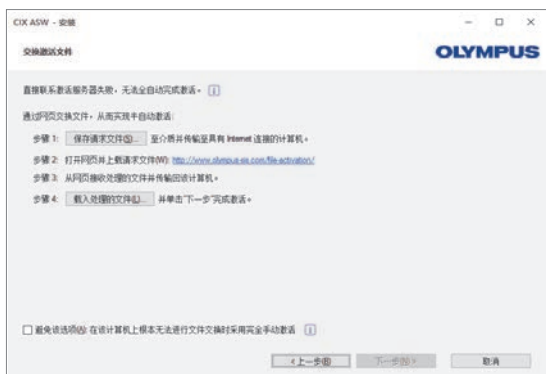 CIX ASW - 安装
交换激活文件
OLYMPUS
直接联系激活服务器失败，无法全自动完成激活。
通过网页交换文件，从而实现半自动激活:
步骤 1: 保存请求文件(S)... 至介质并传输至具有 Internet 连接的计算机。
步骤 2: 打开网页并上载请求文件(W): http://www.olympus-sis.com/file-activation/
步骤 3: 从网页接收处理的文件并传输回该计算机。
步骤 4: 载入处理的文件(L)... 并单击"下一步"完成激活。
避免该选项(A): 在该计算机上根本无法进行文件交换时采用完全手动激活
<上一步(B)
下一步(N)>
取消